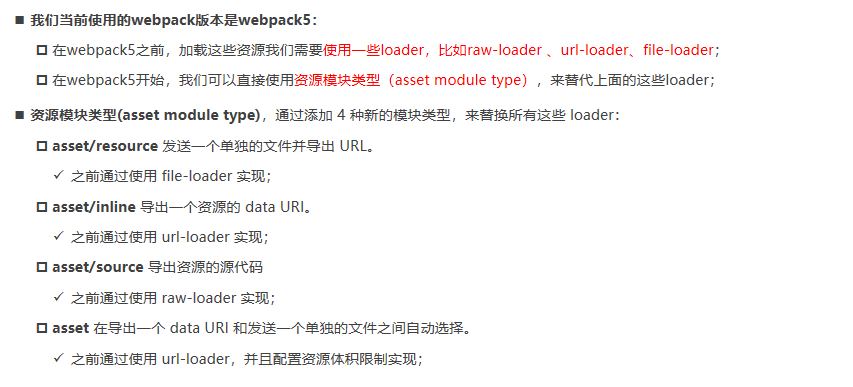 ■ 我们当前使用的webpack版本是webpack5：
□ 在webpack5之前，加载这些资源我们需要使用一些loader，比如raw-loader 、url-loader、file-loader；
□ 在webpack5开始，我们可以直接使用资源模块类型（asset module type），来替代上面的这些loader；
■ 资源模块类型(asset module type)，通过添加 4 种新的模块类型，来替换所有这些 loader：
□ asset/resource 发送一个单独的文件并导出 URL。
✓ 之前通过使用 file-loader 实现；
□ asset/inline 导出一个资源的 data URI。
✓ 之前通过使用 url-loader 实现；
□ asset/source 导出资源的源代码
✓ 之前通过使用 raw-loader 实现；
□ asset 在导出一个 data URI 和发送一个单独的文件之间自动选择。
✓ 之前通过使用 url-loader，并且配置资源体积限制实现；